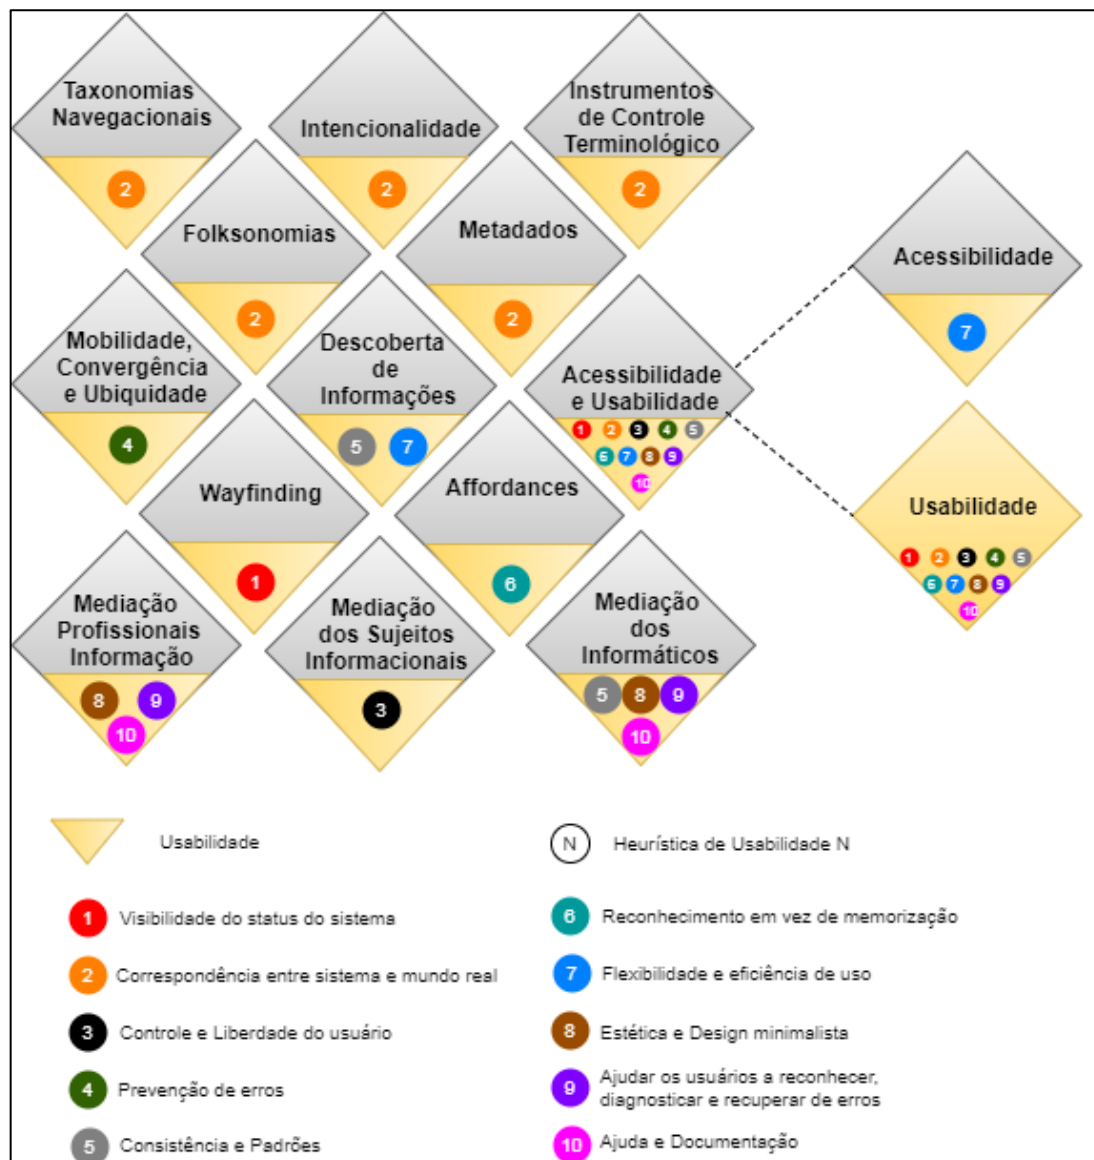 Taxonomias
Navegacionais
2
Intencionalidade
2
Instrumentos
de Controle
Terminológico
2
Folksonomias
2
Metadados
2
Acessibilidade
7
Mobilidade,
Convergência
e Ubiquidade
4
Descoberta
de
Informações
5 7
Acessibilidade
e Usabilidade
1 2 3 4 5
6 7 8 9
10
Wayfinding
1
Affordances
6
Usabilidade
1 2 3 4 5
6 7 8 9
10
Mediação
Profissionais
Informação
8 9
10
Mediação
dos Sujeitos
Informacionais
3
Mediação
dos
Informáticos
5 8 9
10
Usabilidade
N Heurística de Usabilidade N
1 Visibilidade do status do sistema
2 Correspondência entre sistema e mundo real
3 Controle e Liberdade do usuário
4 Prevenção de erros
5 Consistência e Padrões
6 Reconhecimento em vez de memorização
7 Flexibilidade e eficiência de uso
8 Estética e Design minimalista
9 Ajudar os usuários a reconhecer,
diagnosticar e recuperar de erros
10 Ajuda e Documentação